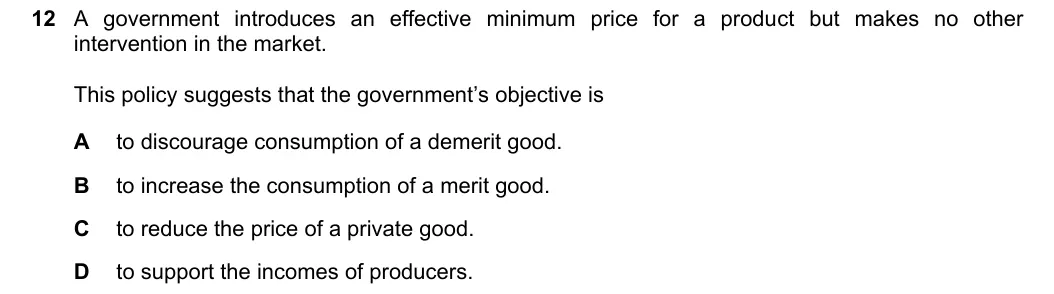 12 A government introduces an effective minimum price for a product but makes no other
intervention in the market.
This policy suggests that the government's objective is
A to discourage consumption of a demerit good.
B to increase the consumption of a merit good.
C to reduce the price of a private good.
D to support the incomes of producers.